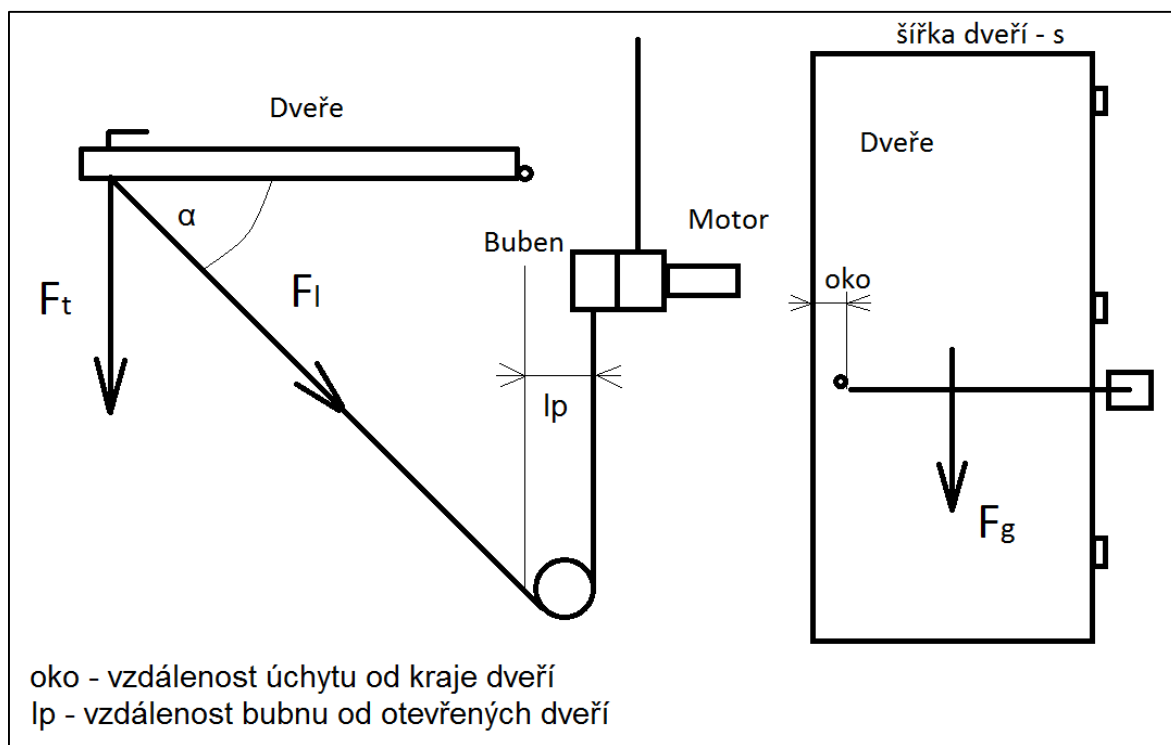 šířka dveří - s
Dveře
Dveře
α
Buben
Motor
oko
Ft
Fl
lp
Fg
oko - vzdálenost úchytu od kraje dveří
lp - vzdálenost bubnu od otevřených dveří